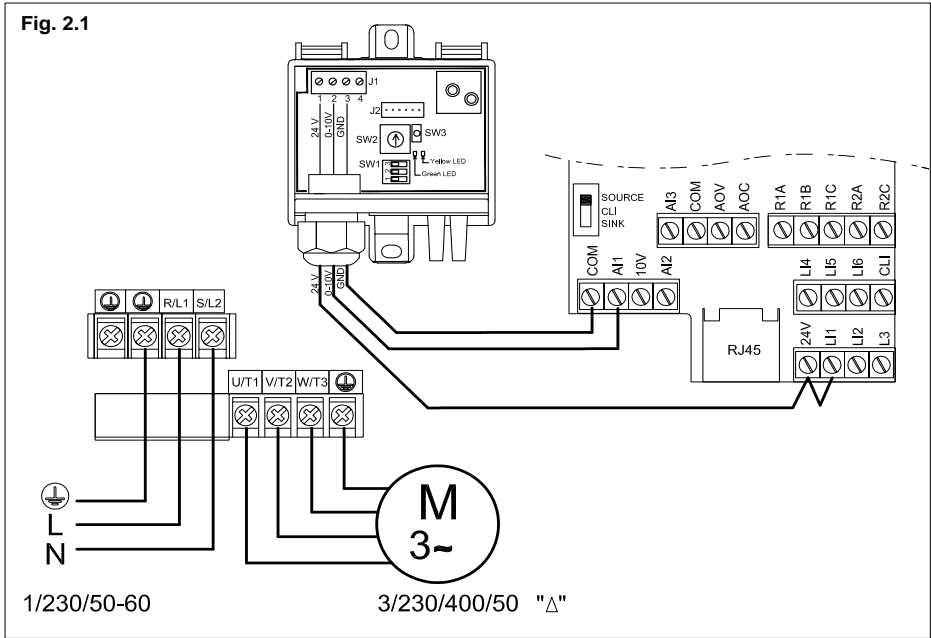 Fig. 2.1
J1
1 2 3 4
24 V
0-10V
GND
J2
SW2
SW3
SW1
3
2
1
Yellow LED
Green LED
24 V
0-10V
GND
SOURCE
CLI
SINK
AI3 COM AOV AOC
R1A R1B R1C R2A R2C
COM AI1 10V AI2
LI4 LI5 LI6 CLI
RJ45
24V LI1 LI2 L3
R/L1 S/L2
U/T1 V/T2 W/T3
L
N
M
3~
1/230/50-60
3/230/400/50 "Δ"